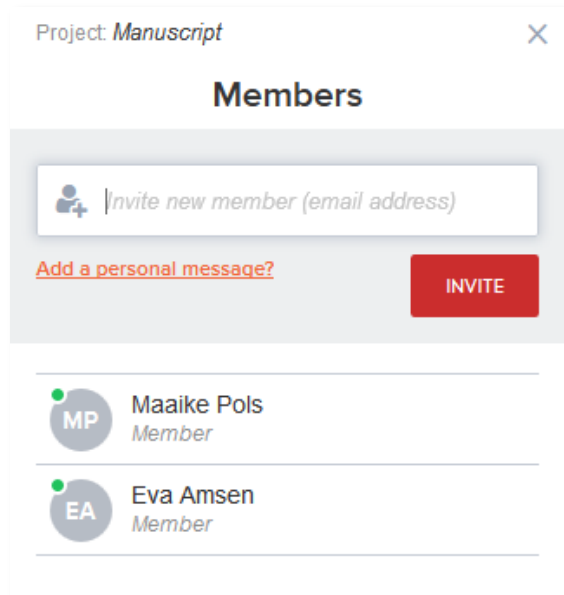 Project: Manuscript
Members
Invite new member (email address)
Add a personal message?
INVITE
MP
Maaike Pols
Member
EA
Eva Amsen
Member